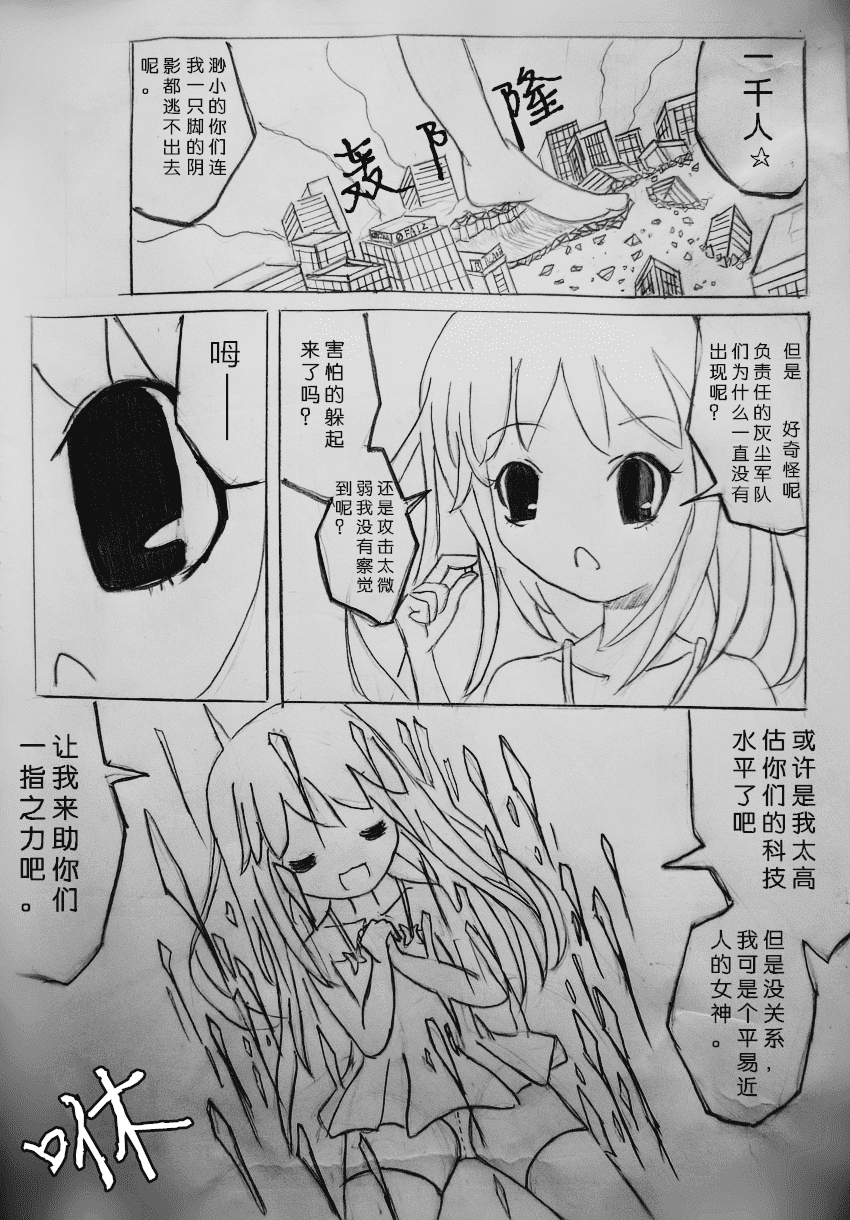 一千人☆
轰隆隆
渺小的你们连
我一只脚的阴
影都逃不出去
呢。
但是 好奇怪呢
负责任的灰尘军队
们为什么一直没有
出现呢？
害怕的躲起
来了吗？
还是攻击太微
弱我没有察觉
到呢？
呣——
或许是我太高
估你们的科技
水平了吧
但是没关系，
我可是个平易近
人的女神。
让我来助你们
一指之力吧。
咻